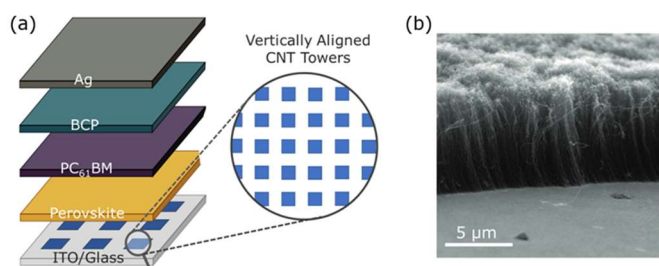 (a)
Vertically Aligned
CNT Towers
Ag
BCP
PC₆₁BM
Perovskite
ITO/Glass
(b)
5 μm